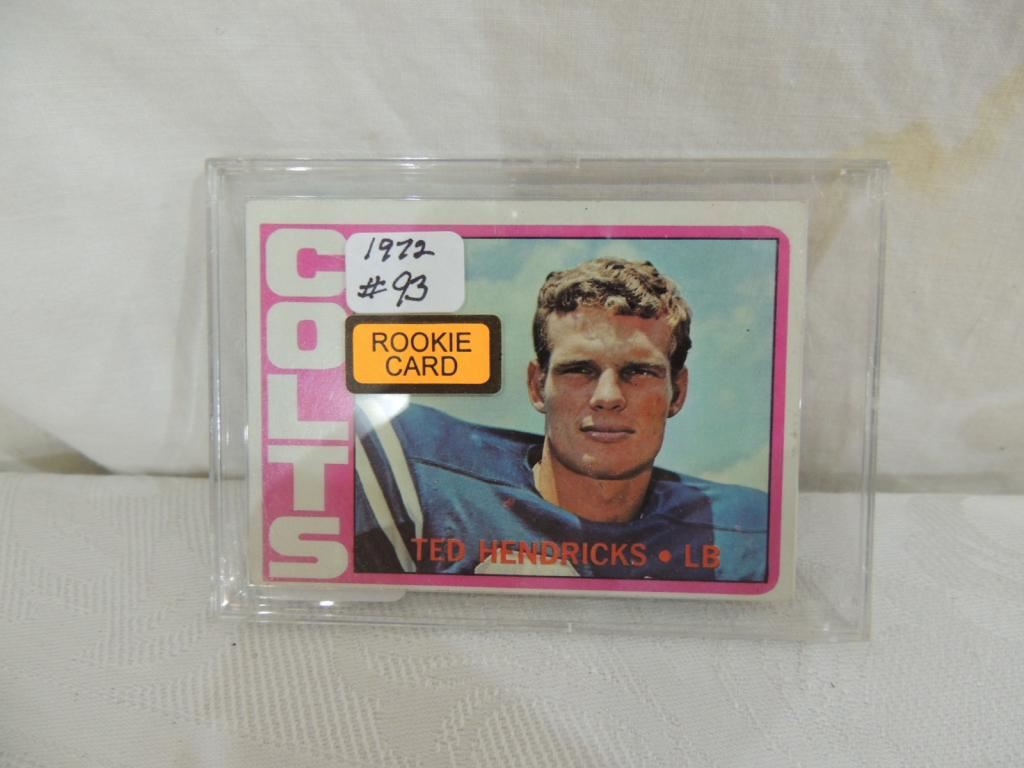 COLTS
1972
#93
ROOKIE
CARD
TED HENDRICKS • LB